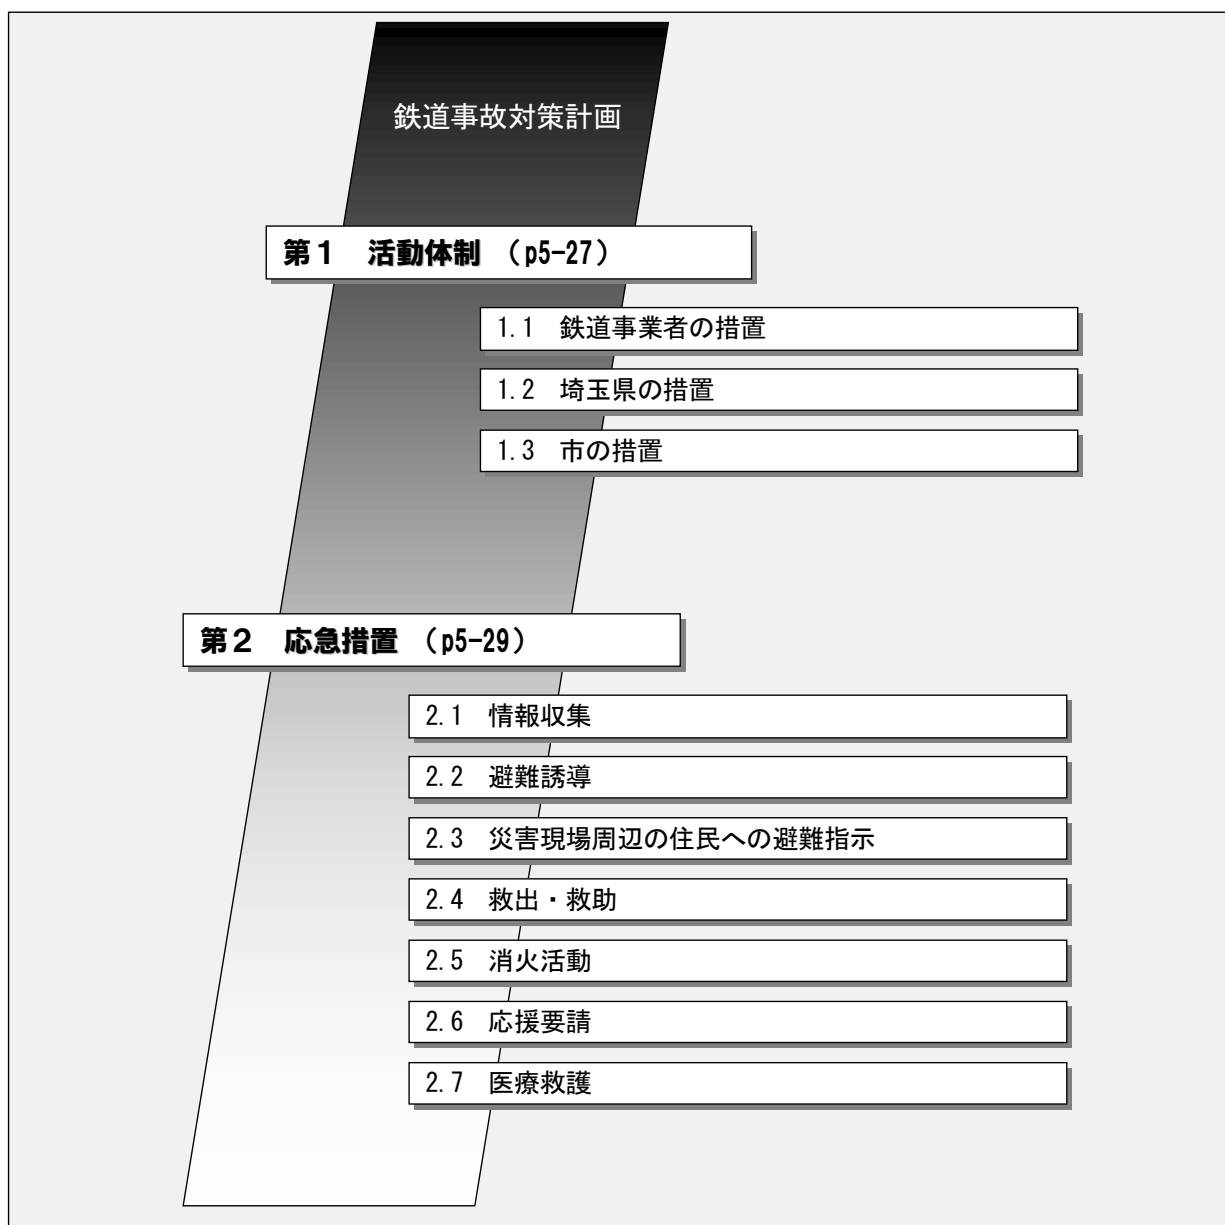 鉄道事故対策計画
第１　活動体制　（p5-27）
1.1　鉄道事業者の措置
1.2　埼玉県の措置
1.3　市の措置
第２　応急措置　（p5-29）
2.1　情報収集
2.2　避難誘導
2.3　災害現場周辺の住民への避難指示
2.4　救出・救助
2.5　消火活動
2.6　応援要請
2.7　医療救護